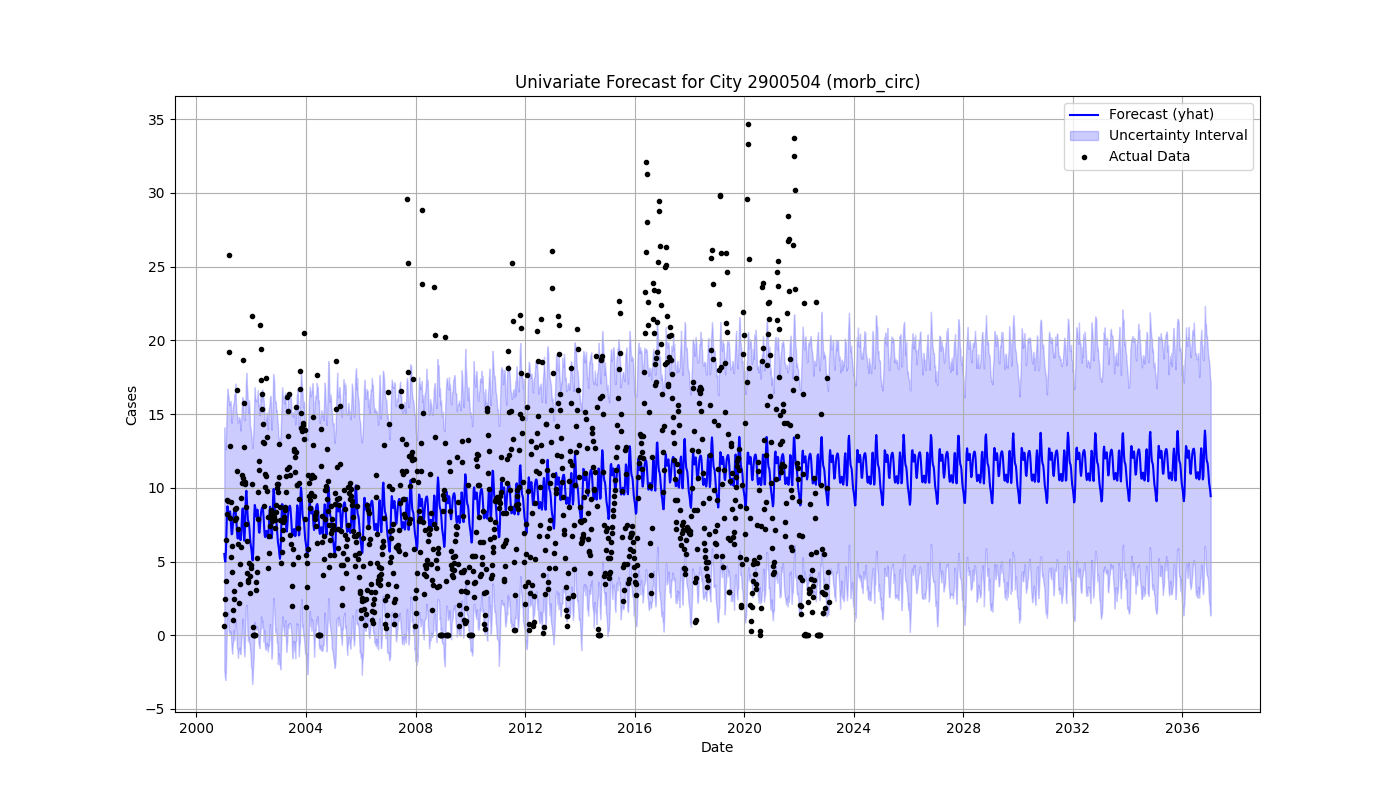 Univariate Forecast for City 2900504 (morb_circ)
Forecast (yhat)
Uncertainty Interval
Actual Data
Cases
35
30
25
20
15
10
5
0
−5
2000 2004 2008 2012 2016 2020 2024 2028 2032 2036
Date